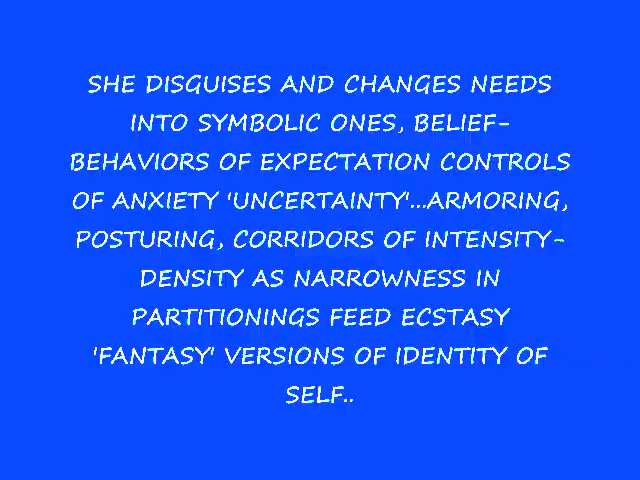 SHE DISGUISES AND CHANGES NEEDS
INTO SYMBOLIC ONES, BELIEF-
BEHAVIORS OF EXPECTATION CONTROLS
OF ANXIETY 'UNCERTAINTY'...ARMORING,
POSTURING, CORRIDORS OF INTENSITY-
DENSITY AS NARROWNESS IN
PARTITIONINGS FEED ECSTASY
'FANTASY' VERSIONS OF IDENTITY OF
SELF..